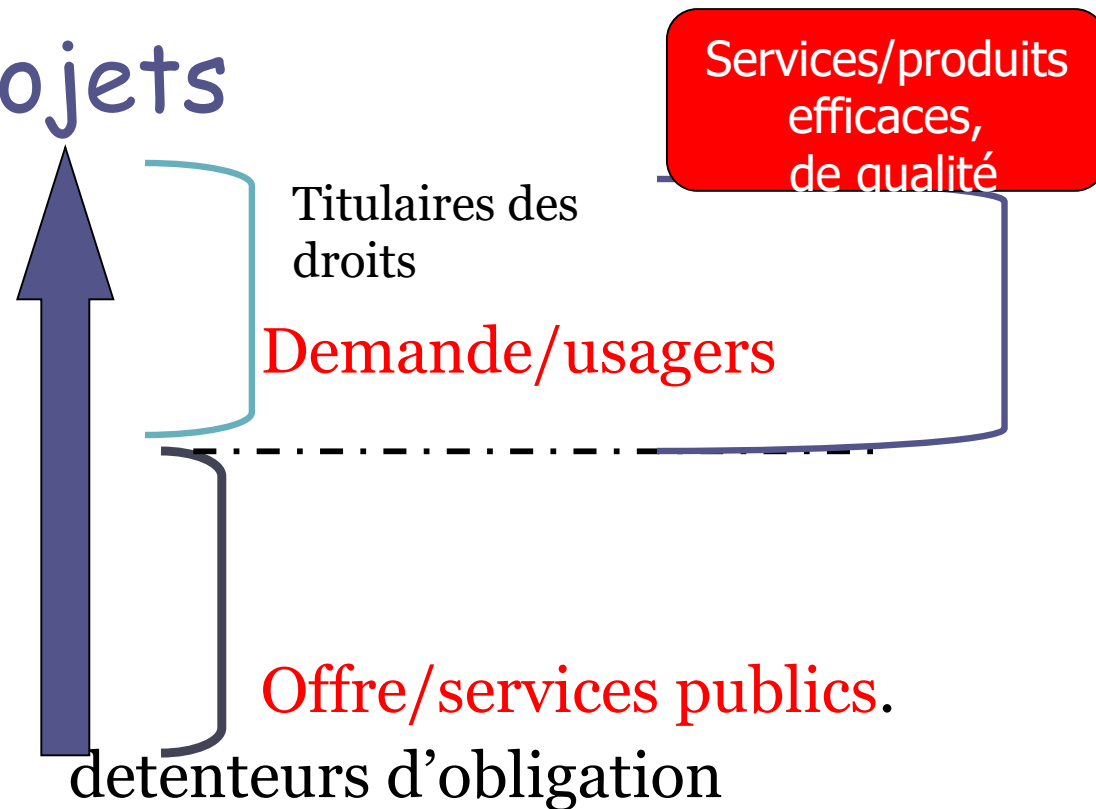 ojets
Services/produits
efficaces,
de qualité
Titulaires des
droits
Demande/usagers
Offre/services publics.
detenteurs d’obligation